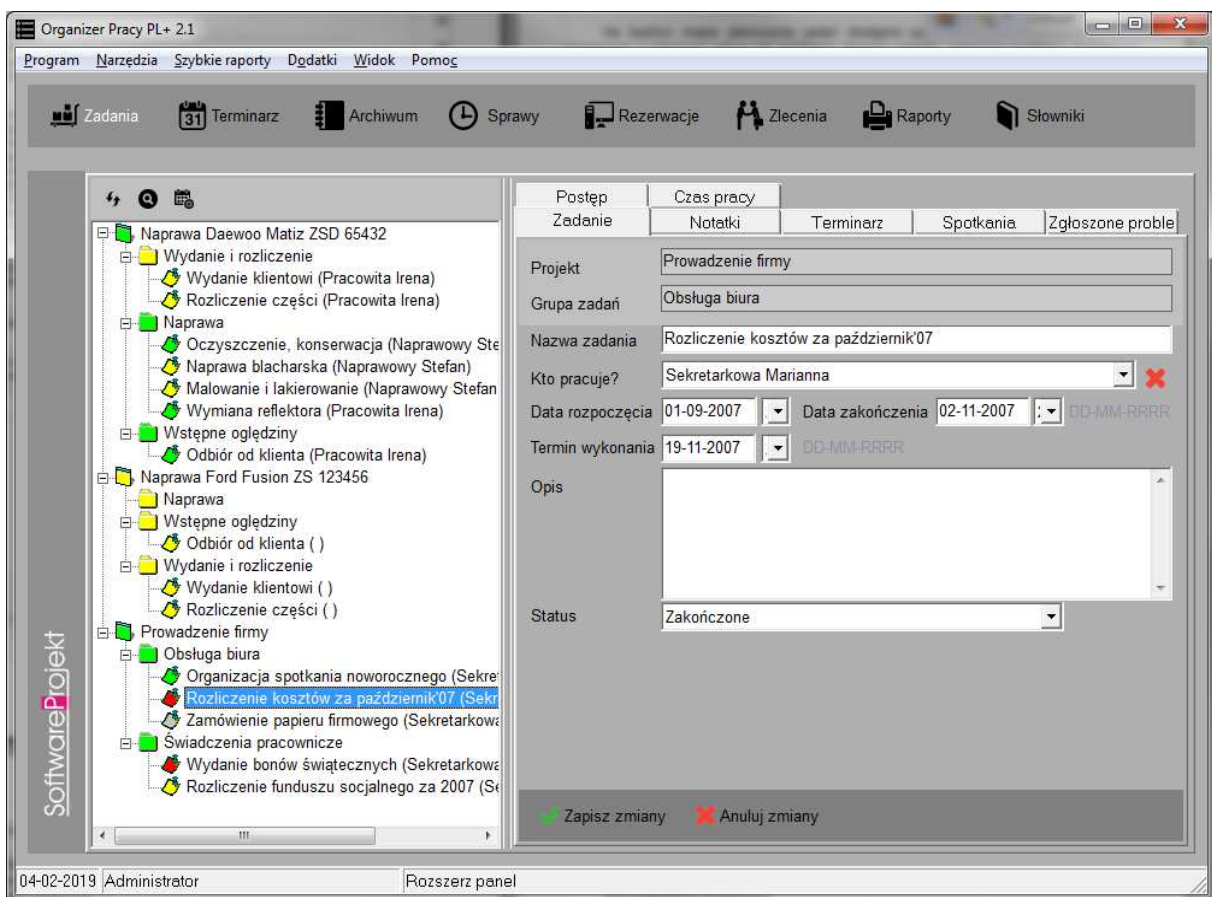 Organizer Pracy PL+ 2.1
Program Narzędzia Szybkie raporty Dodatki Widok Pomoc
Zadania 31 Terminarz Archiwum Sprawy Rezerwacje Zlecenia Raporty Słowniki
Naprawa Daewoo Matiz ZSD 65432
Wydanie i rozliczenie
Wydanie klientowi (Pracowita Irena)
Rozliczenie części (Pracowita Irena)
Naprawa
Oczyszczenie, konserwacja (Naprawowy Ste
Naprawa blacharska (Naprawowy Stefan)
Malowanie i lakierowanie (Naprawowy Stefan
Wymiana reflektora (Pracowita Irena)
Wstępne oględziny
Odbiór od klienta (Pracowita Irena)
Naprawa Ford Fusion ZS 123456
Naprawa
Wstępne oględziny
Odbiór od klienta ( )
Wydanie i rozliczenie
Wydanie klientowi ( )
Rozliczenie części ( )
Prowadzenie firmy
Obsługa biura
Organizacja spotkania noworocznego (Sekre
Rozliczenie kosztów za październik'07 (Sekr
Zamówienie papieru firmowego (Sekretarkowa
Świadczenia pracownicze
Wydanie bonów świątecznych (Sekretarkowa
Rozliczenie funduszu socjalnego za 2007 (Se
SoftwareProjekt
Postęp Czas pracy
Zadanie Notatki Terminarz Spotkania Zgłoszone proble
Projekt Prowadzenie firmy
Grupa zadań Obsługa biura
Nazwa zadania Rozliczenie kosztów za październik'07
Kto pracuje? Sekretarkowa Marianna
Data rozpoczęcia 01-09-2007 Data zakończenia 02-11-2007 DD-MM-RRRR
Termin wykonania 19-11-2007 DD-MM-RRRR
Opis
Status Zakończone
Zapisz zmiany Anuluj zmiany
04-02-2019 Administrator Rozszerz panel